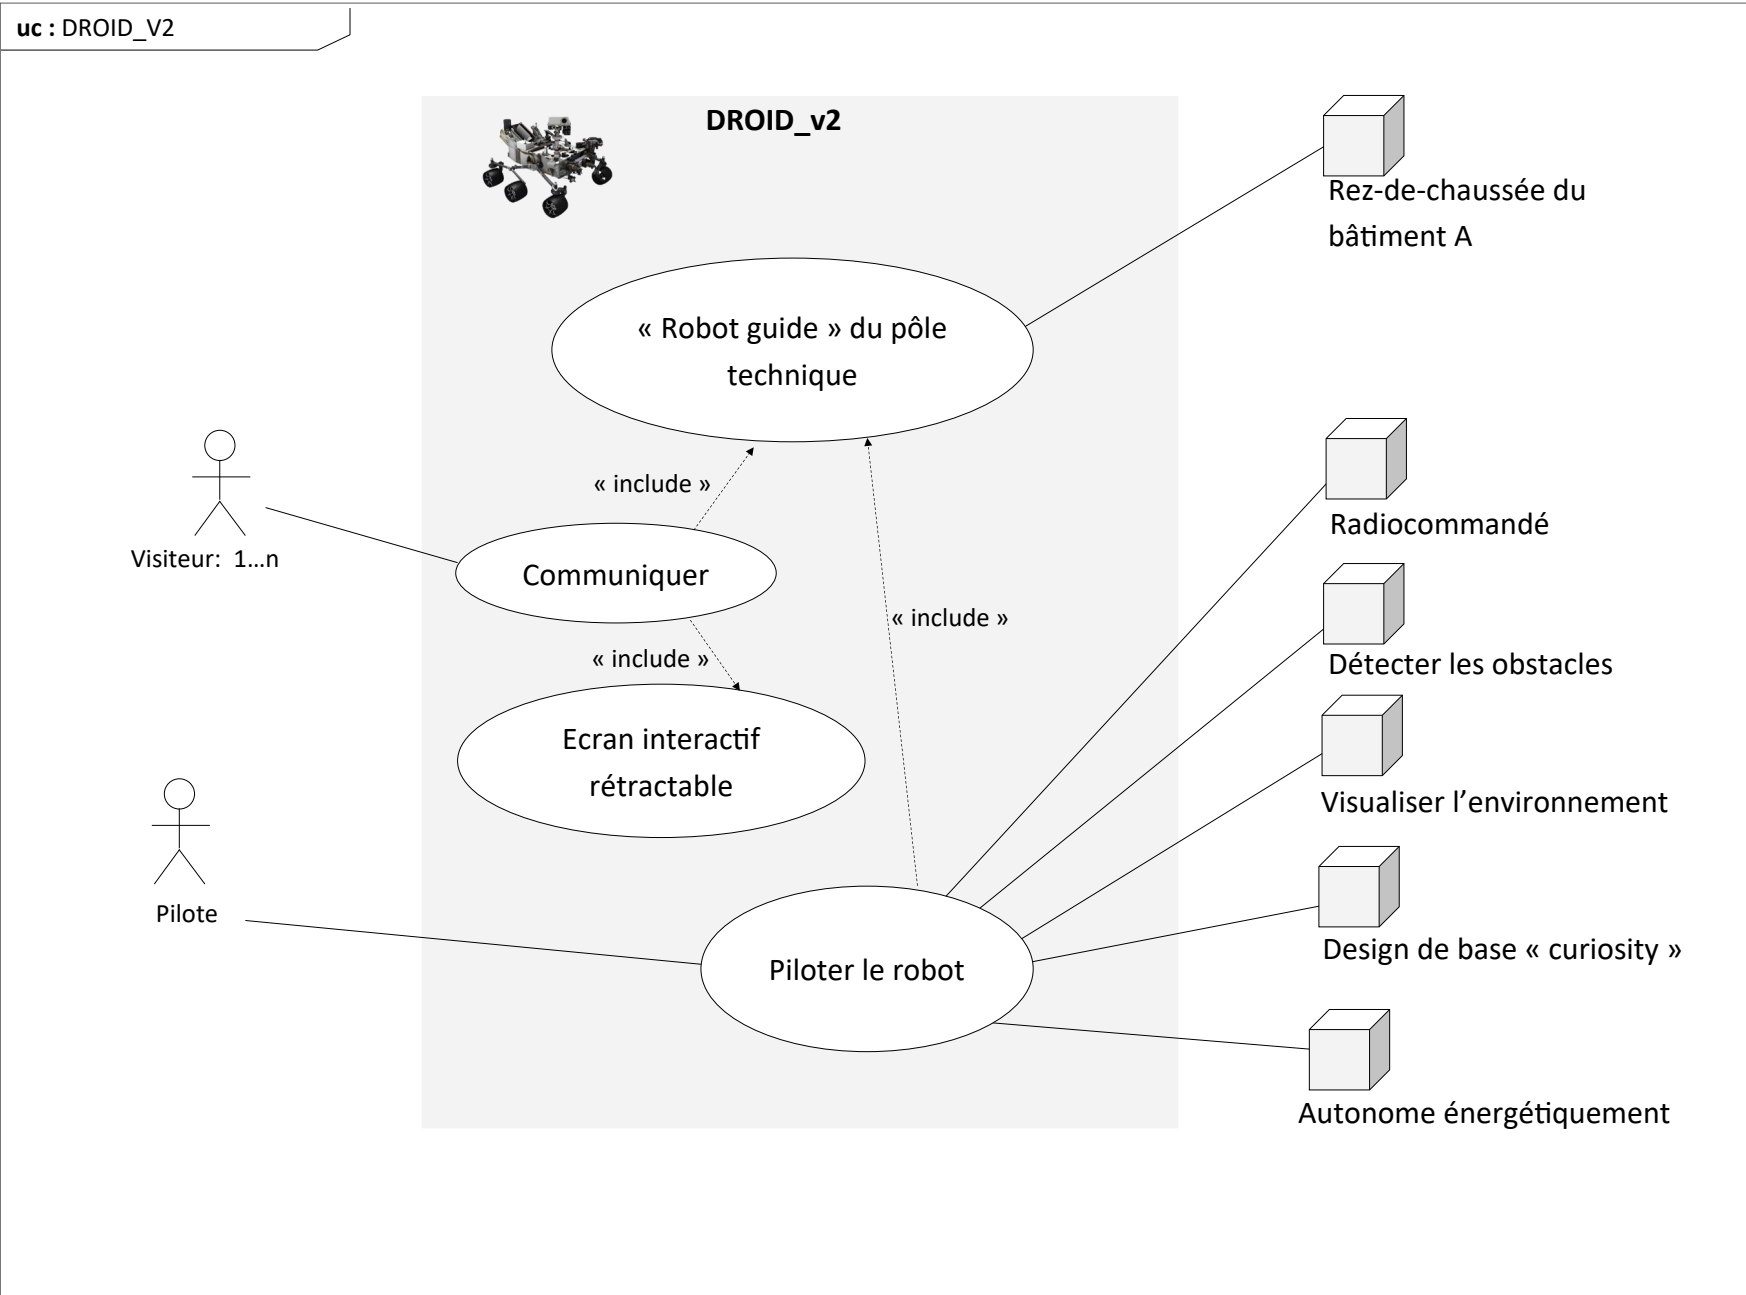 uc : DROID_V2
DROID_v2
Rez-de-chaussée du
bâtiment A
« Robot guide » du pôle
technique
« include »
Radiocommandé
Visiteur:  1...n
Communiquer
« include »
« include »
Détecter les obstacles
Ecran interactif
rétractable
Visualiser l’environnement
Pilote
Piloter le robot
Design de base « curiosity »
Autonome énergétiquement